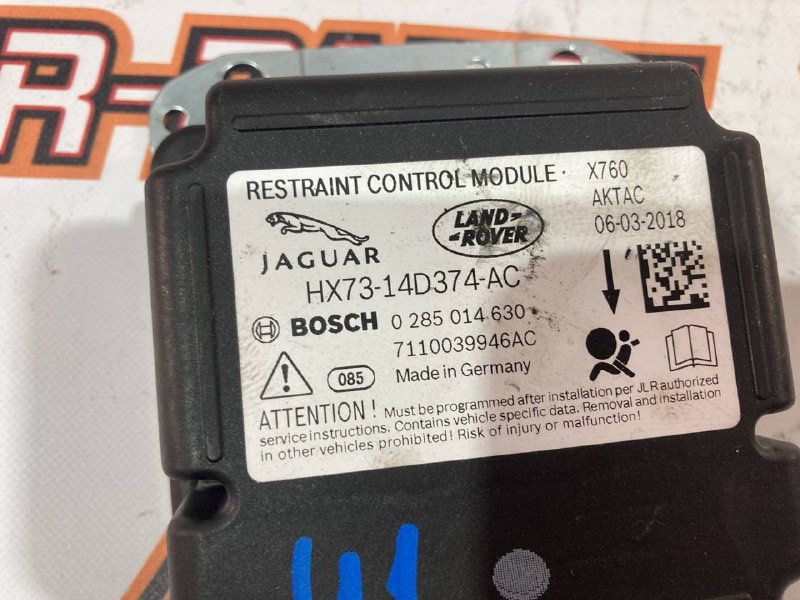 RESTRAINT CONTROL MODULE · X760
AKTAC
06-03-2018
JAGUAR
LAND-
-ROVER
HX73-14D374-AC
BOSCH 0 285 014 630
7110039946AC
085 Made in Germany
ATTENTION! Must be programmed after installation per JLR authorized
service instructions. Contains vehicle specific data. Removal and installation
in other vehicles prohibited! Risk of injury or malfunction!